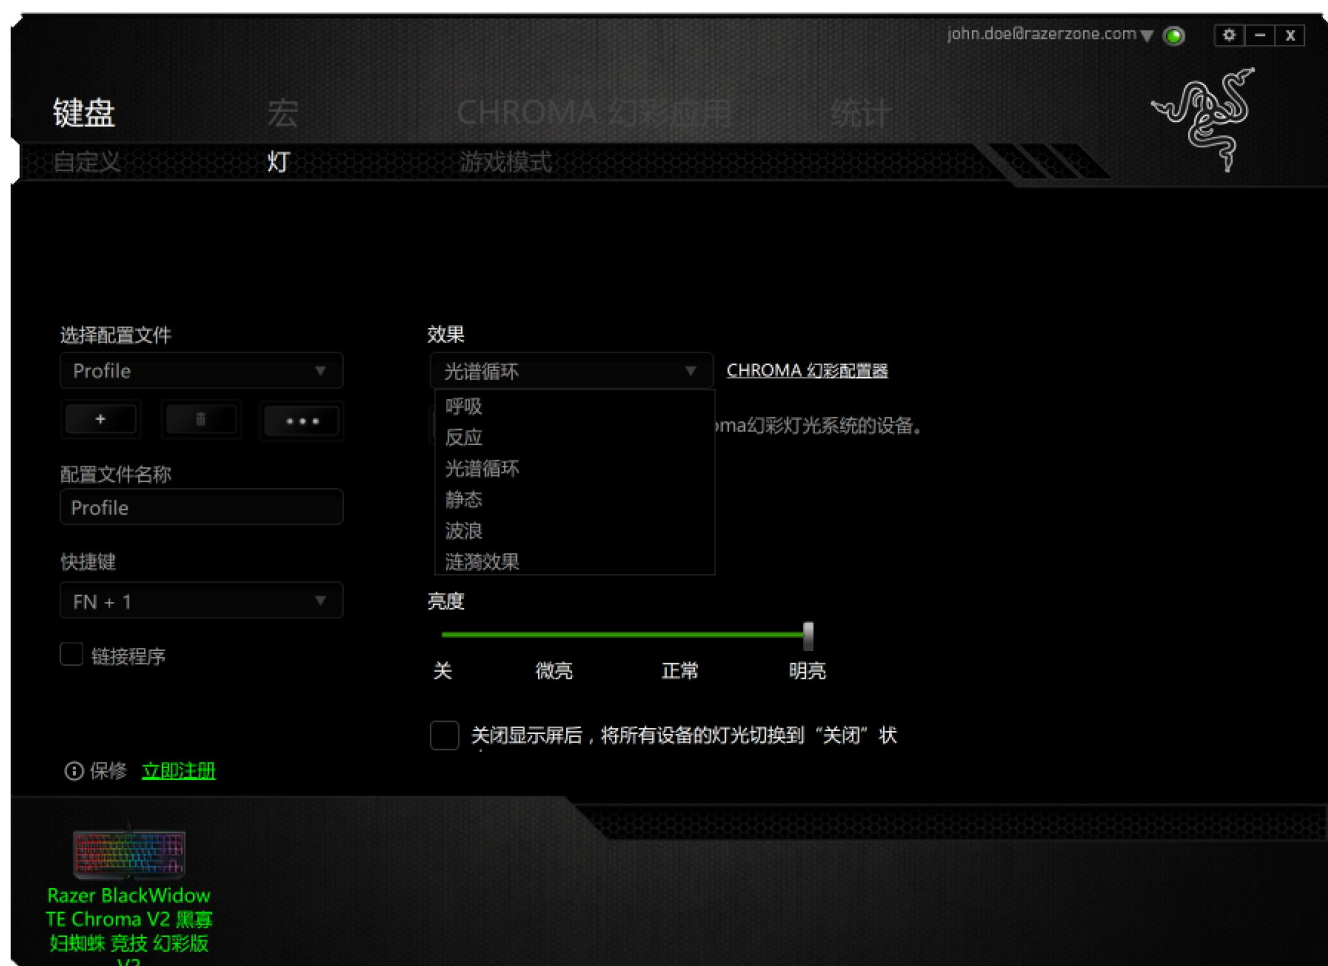 john.doe@razerzone.com
键盘 宏 CHROMA 幻彩应用 统计
自定义 灯 游戏模式
选择配置文件
Profile
配置文件名称
Profile
快捷键
FN + 1
链接程序
效果
光谱循环
CHROMA 幻彩配置器
呼吸
反应
光谱循环
静态
波浪
涟漪效果
oma幻彩灯光系统的设备。
亮度
关 微亮 正常 明亮
关闭显示屏后，将所有设备的灯光切换到“关闭”状
保修 立即注册
Razer BlackWidow
TE Chroma V2 黑寡
妇蜘蛛 竞技 幻彩版
V2